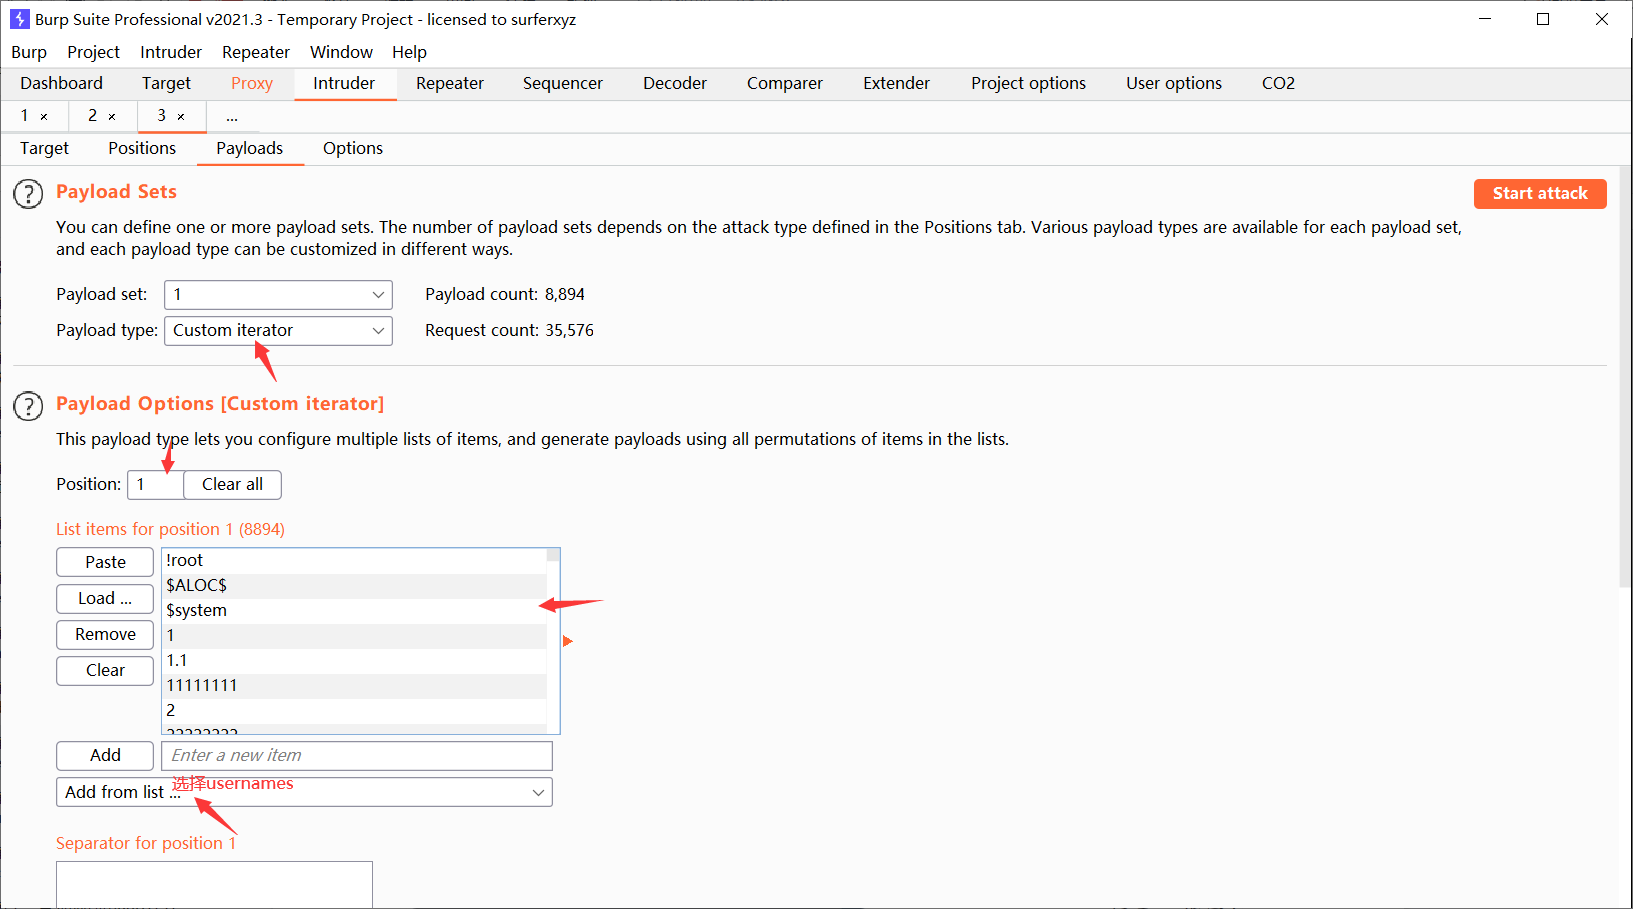 Burp Suite Professional v2021.3 - Temporary Project - licensed to surferxyz
Burp Project Intruder Repeater Window Help
Dashboard Target Proxy Intruder Repeater Sequencer Decoder Comparer Extender Project options User options CO2
1 × 2 × 3 × ...
Target Positions Payloads Options
? Payload Sets
Start attack
You can define one or more payload sets. The number of payload sets depends on the attack type defined in the Positions tab. Various payload types are available for each payload set,
and each payload type can be customized in different ways.
Payload set: 1 Payload count: 8,894
Payload type: Custom iterator Request count: 35,576
? Payload Options [Custom iterator]
This payload type lets you configure multiple lists of items, and generate payloads using all permutations of items in the lists.
Position: 1 Clear all
List items for position 1 (8894)
Paste !root
$ALOC$
Load ... $system
Remove 1
1.1
Clear 11111111
2
22222222
Add Enter a new item
选择usernames
Add from list ...
Separator for position 1